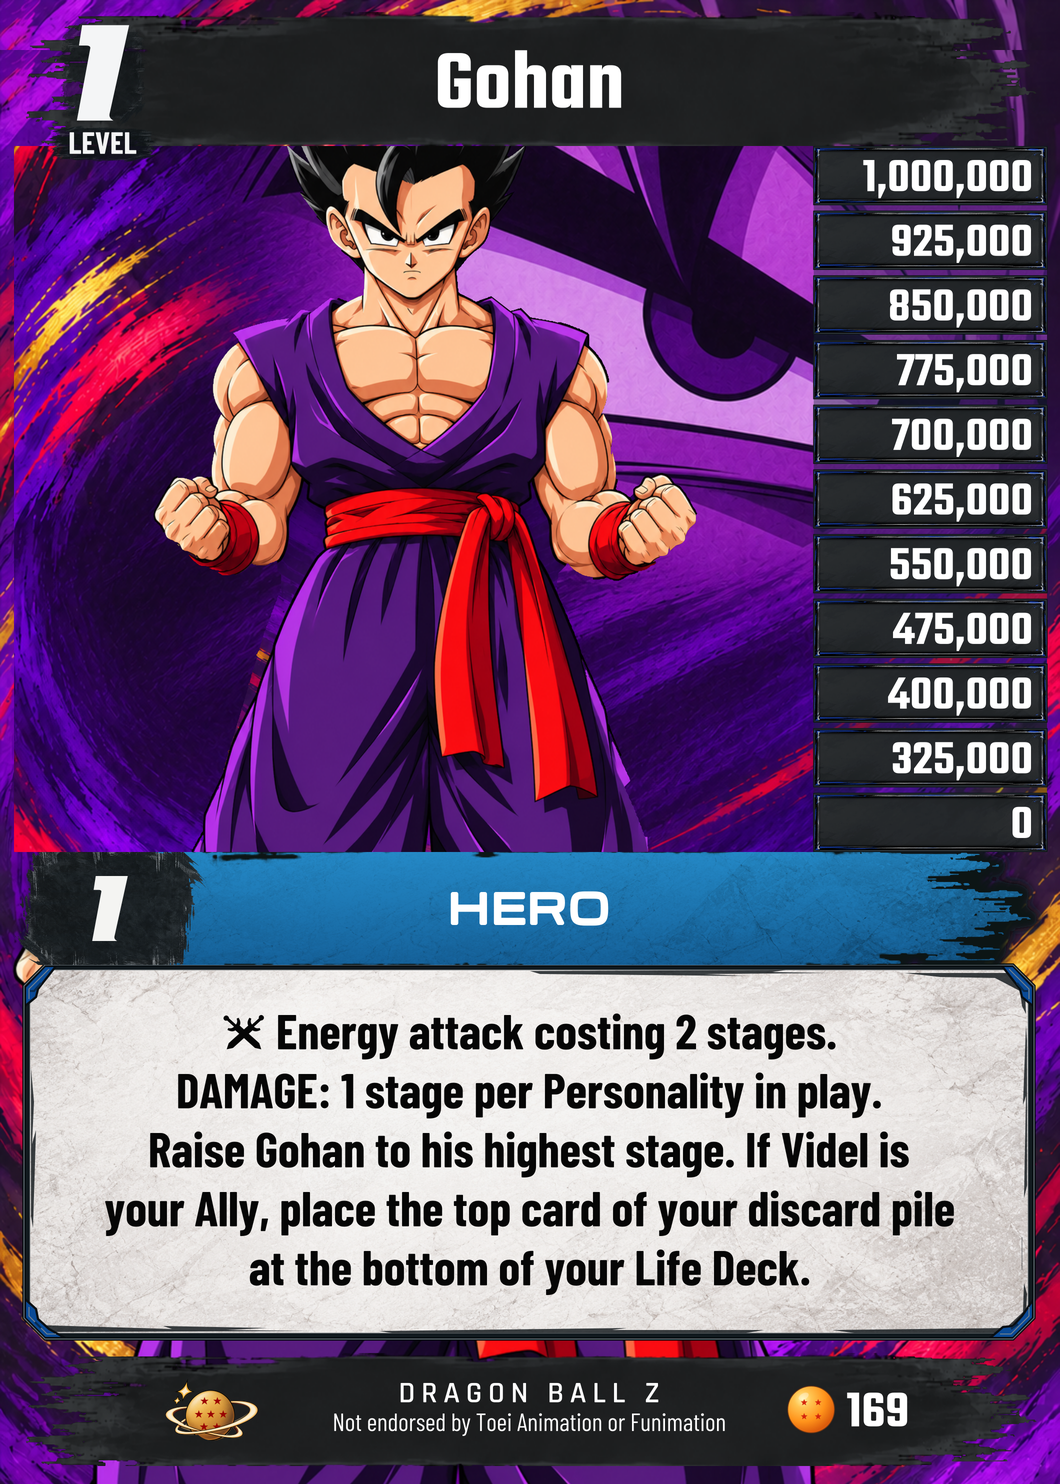 1
LEVEL
Gohan
1,000,000
925,000
850,000
775,000
700,000
625,000
550,000
475,000
400,000
325,000
0
1
HERO
Energy attack costing 2 stages.
DAMAGE: 1 stage per Personality in play.
Raise Gohan to his highest stage. If Videl is
your Ally, place the top card of your discard pile
at the bottom of your Life Deck.
DRAGON BALL Z
Not endorsed by Toei Animation or Funimation
169